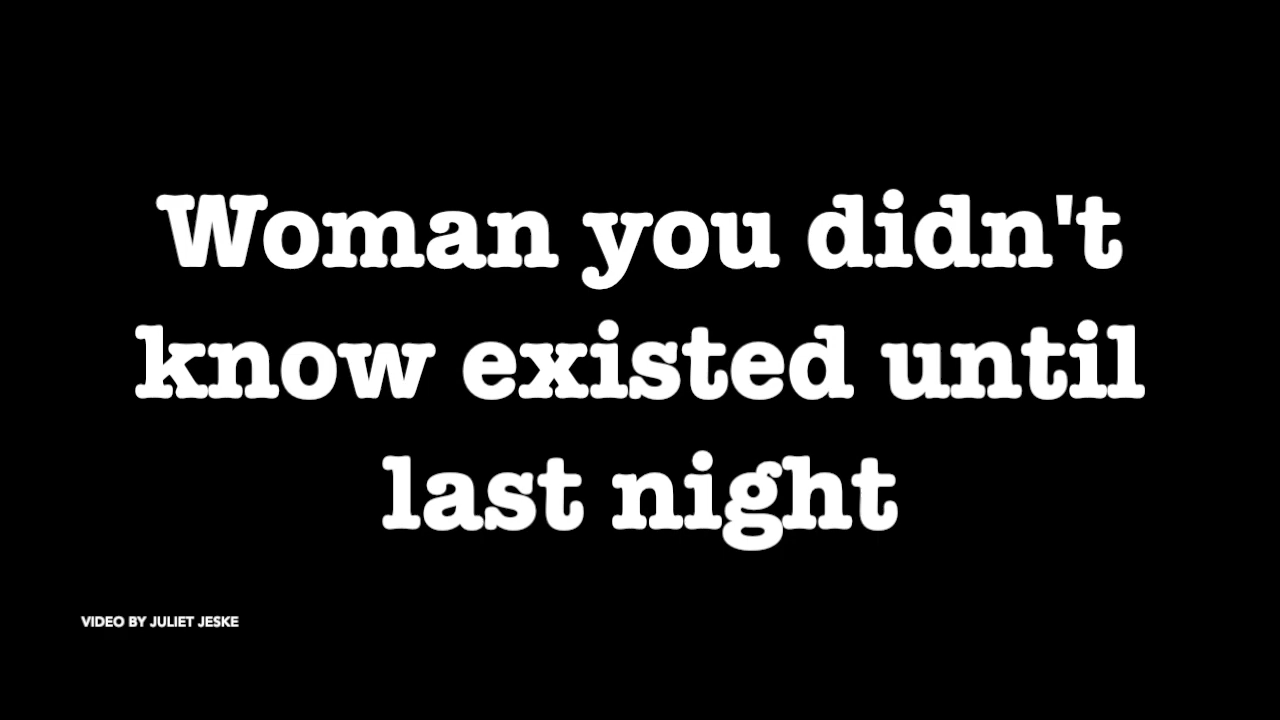 Woman you didn't
know existed until
last night
VIDEO BY JULIET JESKE